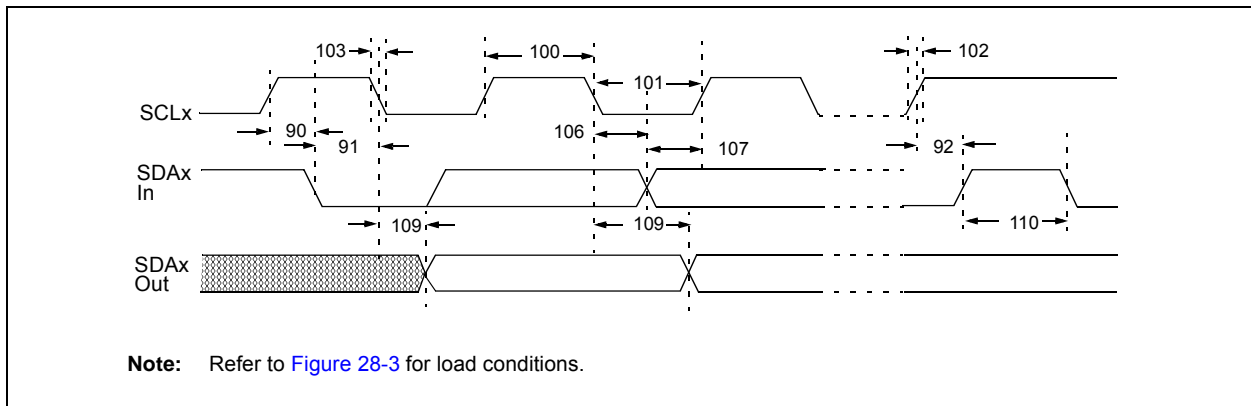 103
100
101
102
SCLx
90
91
106
107
92
SDAx
In
109
109
110
SDAx
Out
Note: Refer to Figure 28-3 for load conditions.